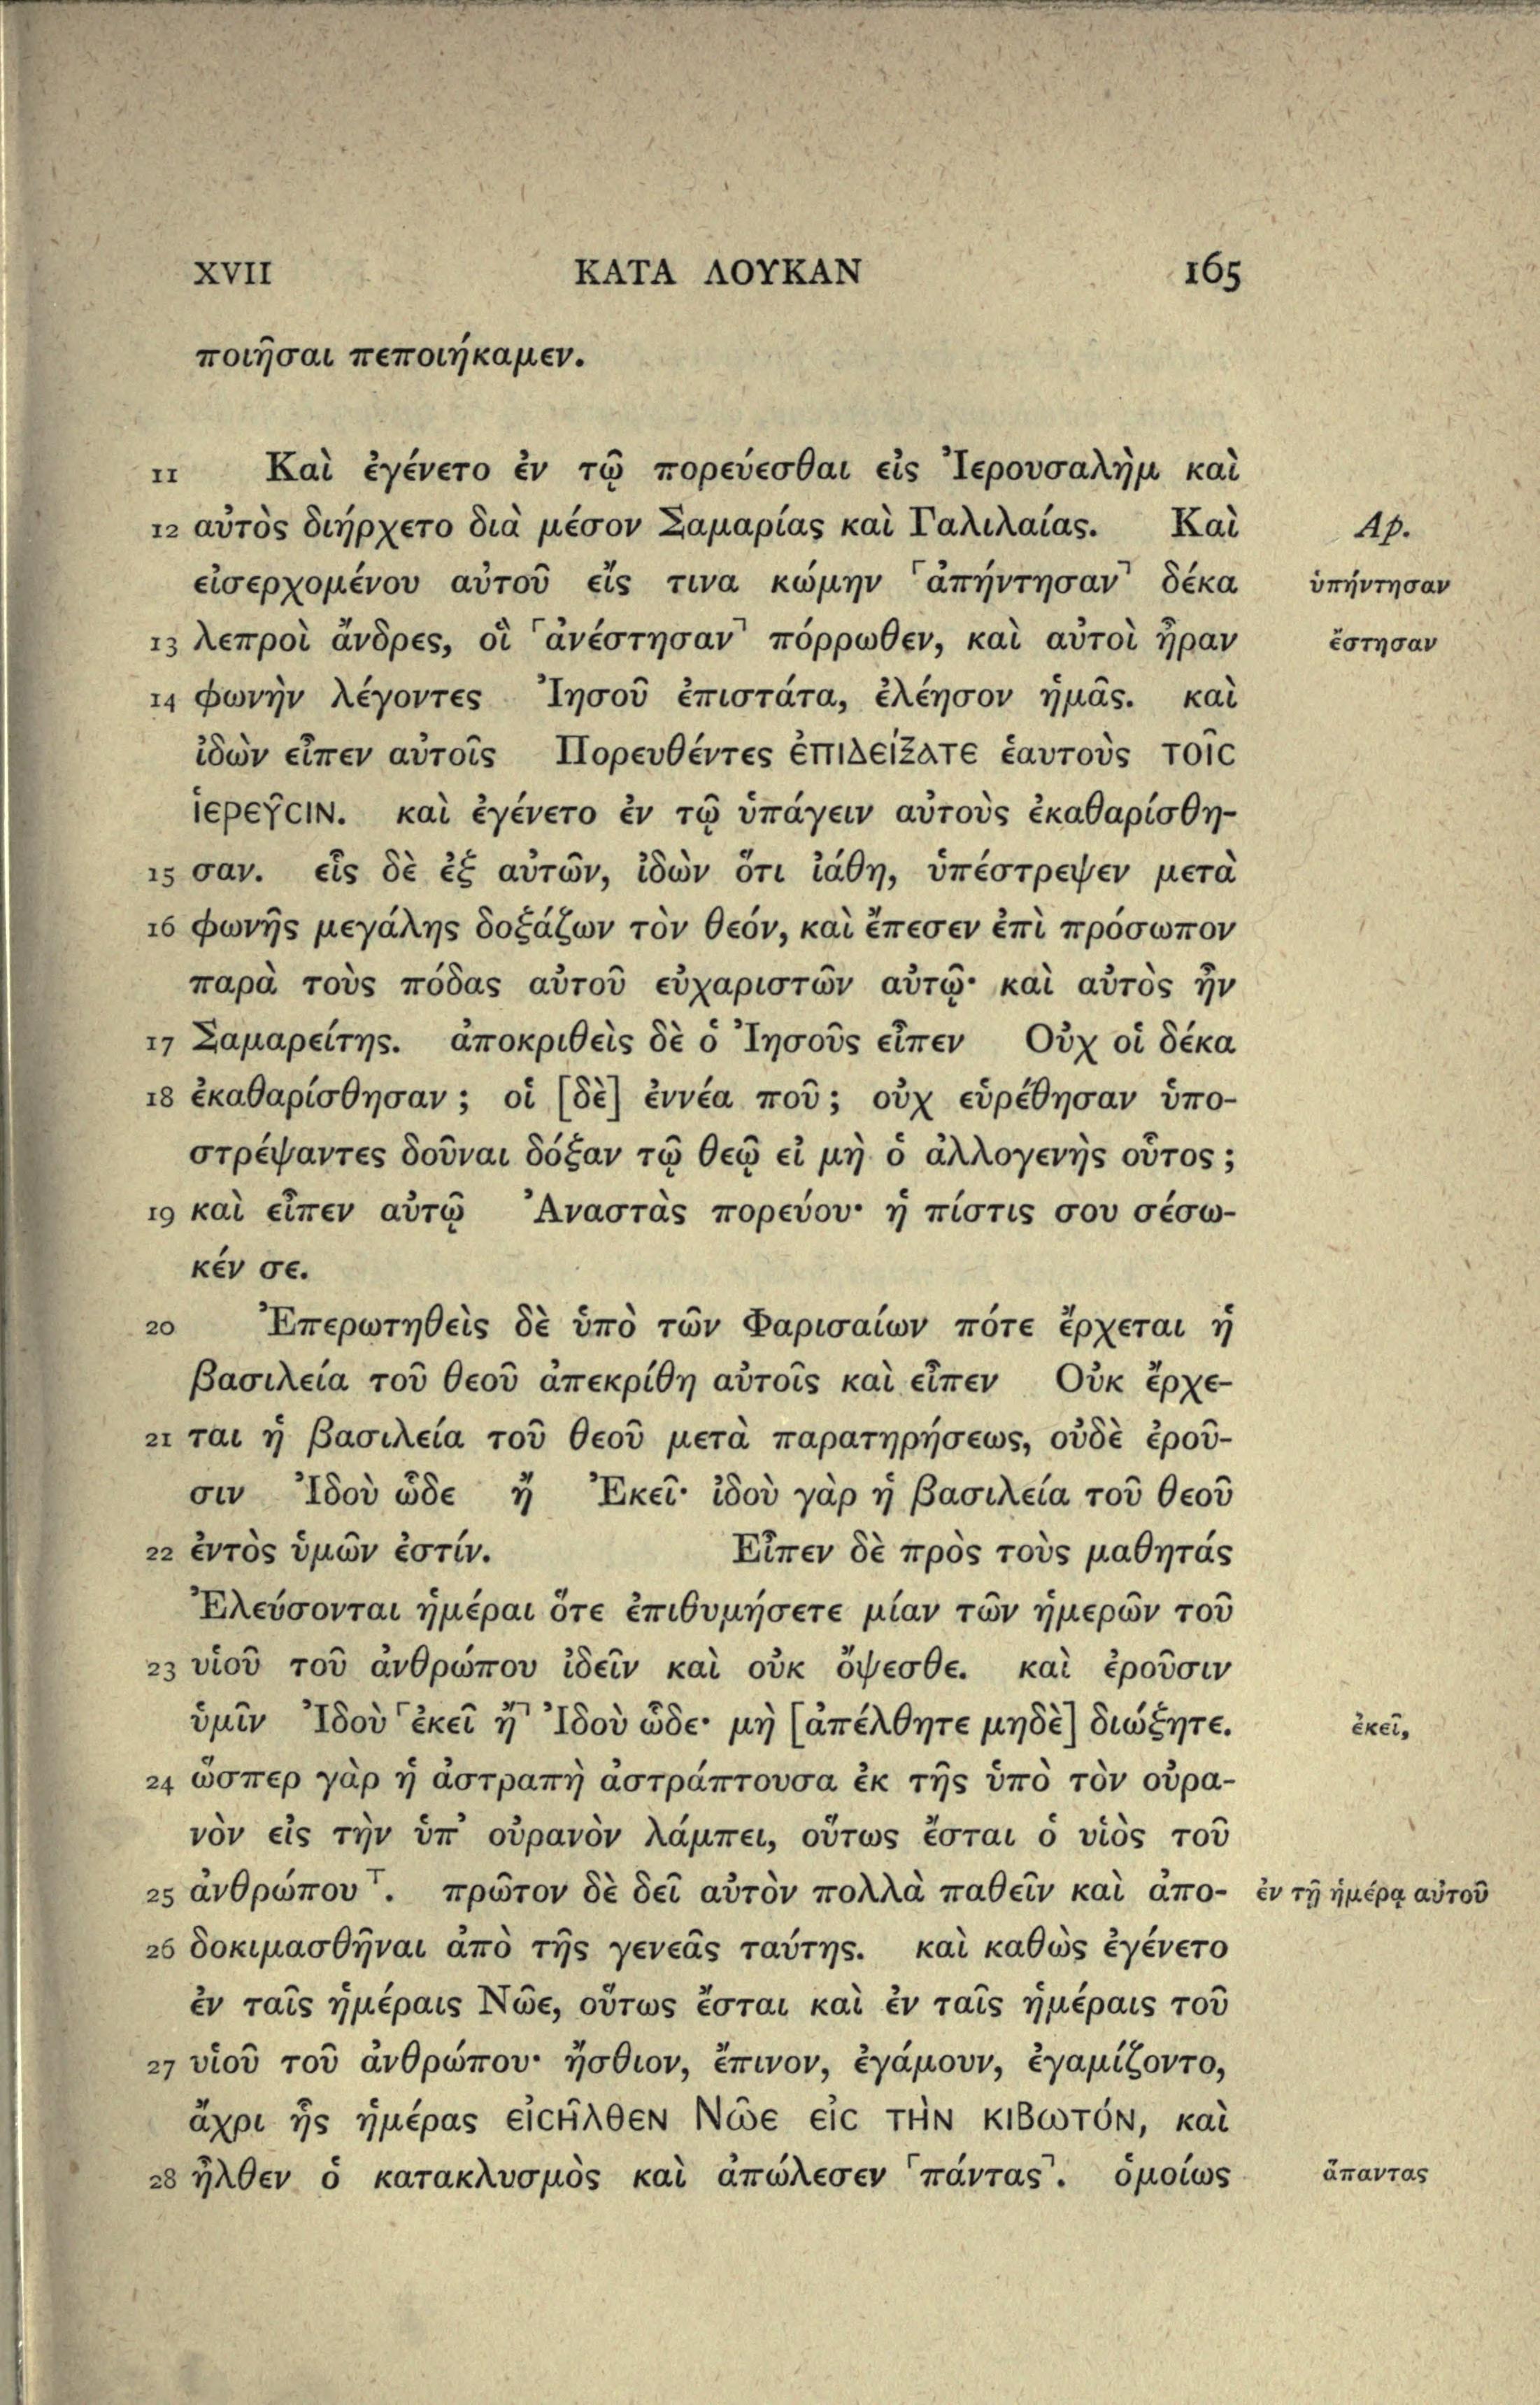 XVII ΚΑΤΑ ΛΟΥΚΑΝ 165
ποιῆσαι πεποιήκαμεν.
11 Καὶ ἐγένετο ἐν τῷ πορεύεσθαι εἰς Ἰερουσαλὴμ καὶ
12 αὐτὸς διήρχετο διὰ μέσον Σαμαρίας καὶ Γαλιλαίας. Καὶ Ap.
εἰσερχομένου αὐτοῦ εἴς τινα κώμην ⸀ἀπήντησαν⸣ δέκα ὑπήντησαν
13 λεπροὶ ἄνδρες, οἳ ⸀ἀνέστησαν⸣ πόρρωθεν, καὶ αὐτοὶ ἦραν ἔστησαν
14 φωνὴν λέγοντες Ἰησοῦ ἐπιστάτα, ἐλέησον ἡμᾶς. καὶ
ἰδὼν εἶπεν αὐτοῖς Πορευθέντες ἐπιΔείξατε ἑαυτοὺς τοῖϲ
ἱερεῦϲιν. καὶ ἐγένετο ἐν τῷ ὑπάγειν αὐτοὺς ἐκαθαρίσθη-
15 σαν. εἷς δὲ ἐξ αὐτῶν, ἰδὼν ὅτι ἰάθη, ὑπέστρεψεν μετὰ
16 φωνῆς μεγάλης δοξάζων τὸν θεόν, καὶ ἔπεσεν ἐπὶ πρόσωπον
παρὰ τοὺς πόδας αὐτοῦ εὐχαριστῶν αὐτῷ· καὶ αὐτὸς ἦν
17 Σαμαρείτης. ἀποκριθεὶς δὲ ὁ Ἰησοῦς εἶπεν Οὐχ οἱ δέκα
18 ἐκαθαρίσθησαν; οἱ [δὲ] ἐννέα ποῦ; οὐχ εὑρέθησαν ὑπο-
στρέψαντες δοῦναι δόξαν τῷ θεῷ εἰ μὴ ὁ ἀλλογενὴς οὗτος;
19 καὶ εἶπεν αὐτῷ Ἀναστὰς πορεύου· ἡ πίστις σου σέσω-
κέν σε.
20 Ἐπερωτηθεὶς δὲ ὑπὸ τῶν Φαρισαίων πότε ἔρχεται ἡ
βασιλεία τοῦ θεοῦ ἀπεκρίθη αὐτοῖς καὶ εἶπεν Οὐκ ἔρχε-
21 ται ἡ βασιλεία τοῦ θεοῦ μετὰ παρατηρήσεως, οὐδὲ ἐροῦ-
σιν Ἰδοὺ ὧδε ἤ Ἐκεῖ· ἰδοὺ γὰρ ἡ βασιλεία τοῦ θεοῦ
22 ἐντὸς ὑμῶν ἐστίν. Εἶπεν δὲ πρὸς τοὺς μαθητάς
Ἐλεύσονται ἡμέραι ὅτε ἐπιθυμήσετε μίαν τῶν ἡμερῶν τοῦ
23 υἱοῦ τοῦ ἀνθρώπου ἰδεῖν καὶ οὐκ ὄψεσθε. καὶ ἐροῦσιν
ὑμῖν Ἰδοὺ ⸀ἐκεῖ ἤ⸣ Ἰδοὺ ὧδε· μὴ [ἀπέλθητε μηδὲ] διώξητε. ἐκεῖ,
24 ὥσπερ γὰρ ἡ ἀστραπὴ ἀστράπτουσα ἐκ τῆς ὑπὸ τὸν οὐρα-
νὸν εἰς τὴν ὑπ’ οὐρανὸν λάμπει, οὕτως ἔσται ὁ υἱὸς τοῦ
25 ἀνθρώπου⸆. πρῶτον δὲ δεῖ αὐτὸν πολλὰ παθεῖν καὶ ἀπο- ἐν τῇ ἡμέρᾳ αὐτοῦ
26 δοκιμασθῆναι ἀπὸ τῆς γενεᾶς ταύτης. καὶ καθὼς ἐγένετο
ἐν ταῖς ἡμέραις Νῶε, οὕτως ἔσται καὶ ἐν ταῖς ἡμέραις τοῦ
27 υἱοῦ τοῦ ἀνθρώπου· ἤσθιον, ἔπινον, ἐγάμουν, ἐγαμίζοντο,
ἄχρι ἧς ἡμέρας εἰϲῆλθεν Νῶε εἰϲ τὴν κιβωτόν, καὶ
28 ἦλθεν ὁ κατακλυσμὸς καὶ ἀπώλεσεν ⸀πάντας⸣. ὁμοίως ἅπαντας